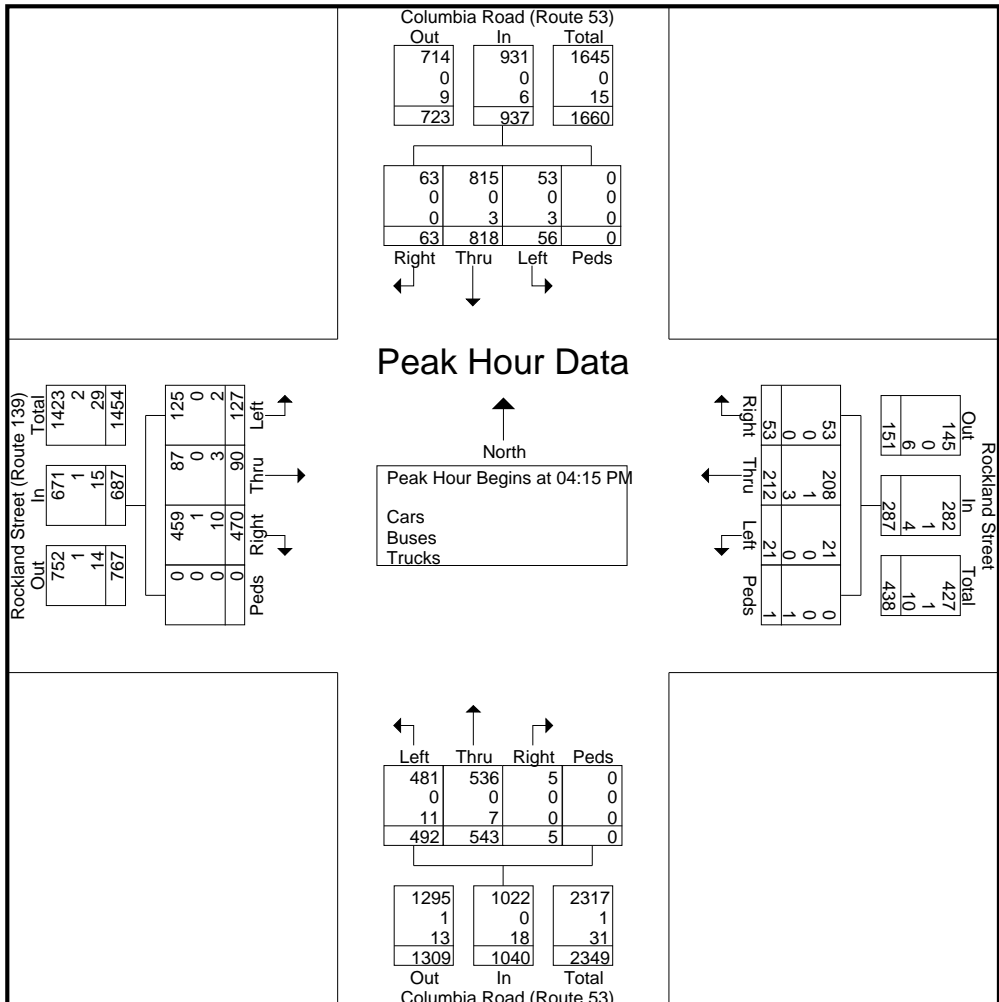 Columbia Road (Route 53)
Out In Total
714 931 1645
0 0 0
9 6 15
723 937 1660
63 815 53 0
0 0 0 0
0 3 3 0
63 818 56 0
Right Thru Left Peds
Peak Hour Data
North
Peak Hour Begins at 04:15 PM
Cars
Buses
Trucks
Rockland Street (Route 139)
Out In Total
752 671 1423
1 1 2
14 15 29
767 687 1454
0 459 87 125
0 1 0 0
0 10 3 2
0 470 90 127
Peds Right Thru Left
Rockland Street
Out In Total
145 282 427
0 1 1
6 4 10
151 287 438
53 208 21 0
0 1 0 0
0 3 0 1
53 212 21 1
Right Thru Left Peds
Left Thru Right Peds
481 536 5 0
0 0 0 0
11 7 0 0
492 543 5 0
1295 1022 2317
1 0 1
13 18 31
1309 1040 2349
Out In Total
Columbia Road (Route 53)